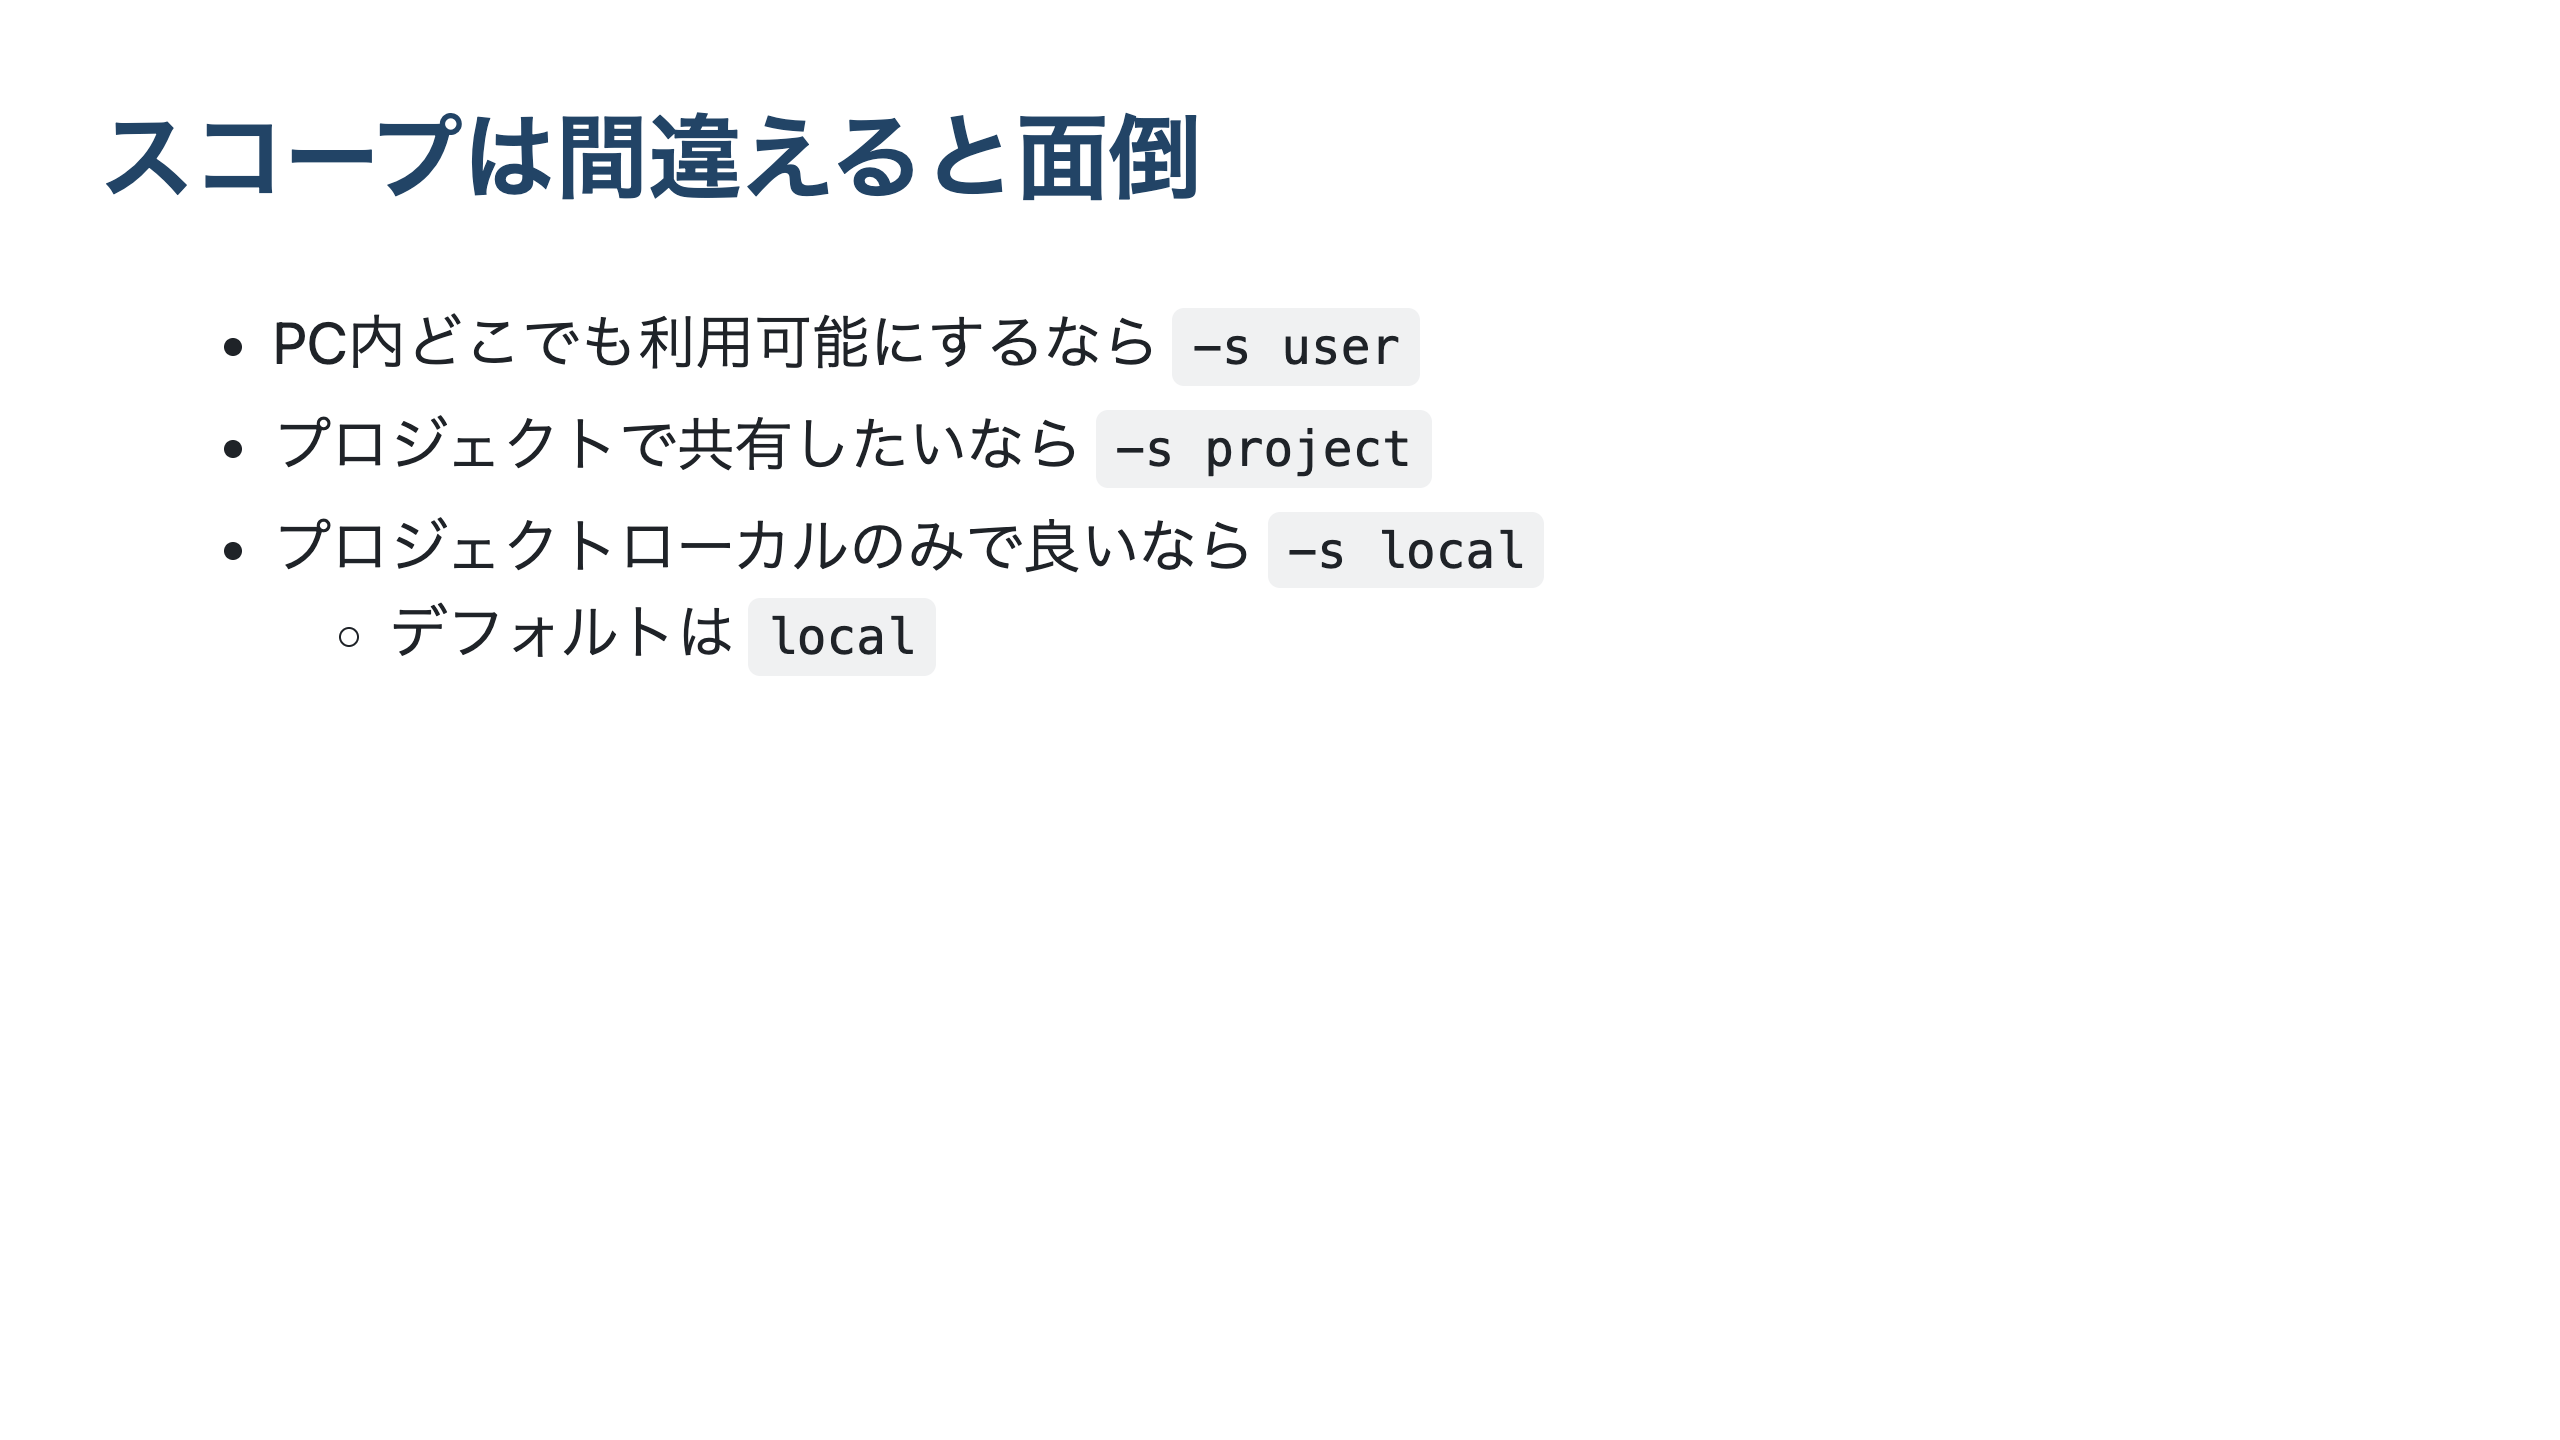 スコープは間違えると面倒
PC内どこでも利用可能にするなら -s user
プロジェクトで共有したいなら -s project
プロジェクトローカルのみで良いなら -s local
デフォルトは local